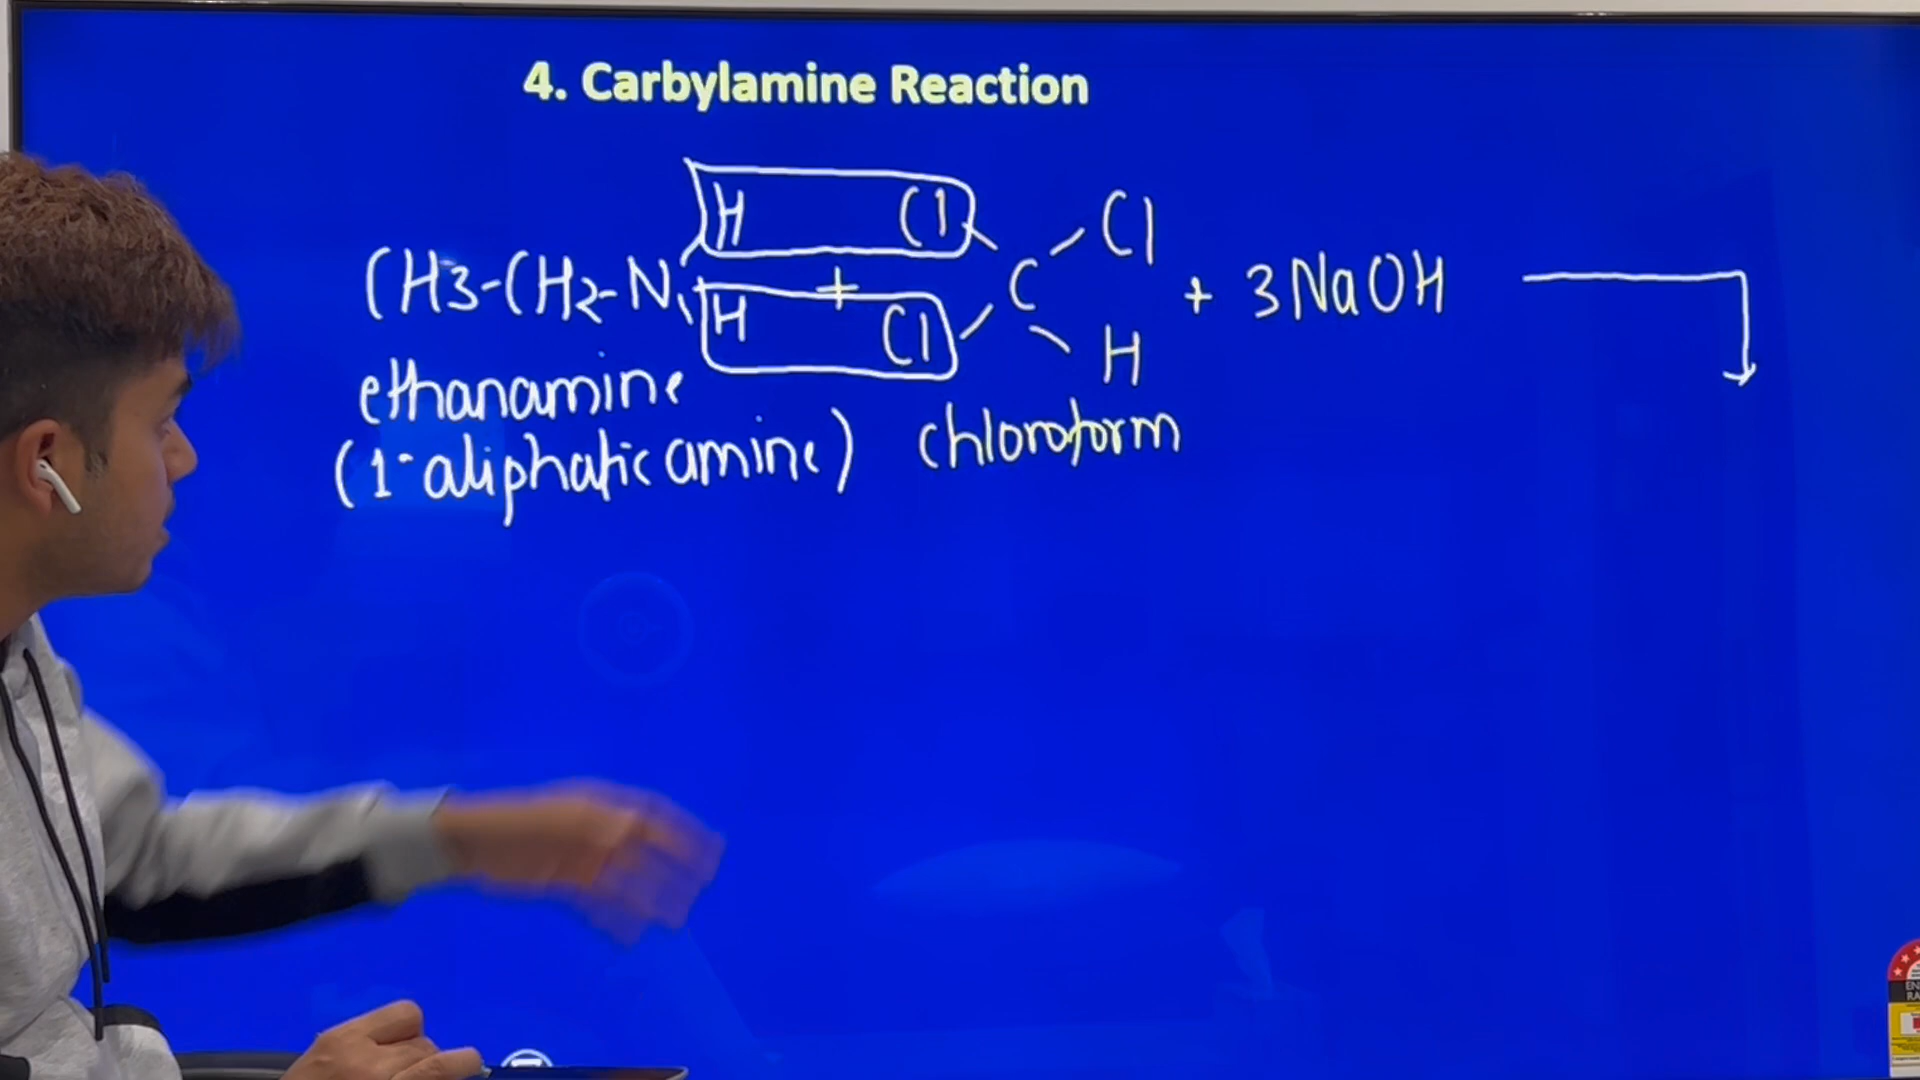 4. Carbylamine Reaction
H Cl Cl
CH3-CH2-N + C + 3NaOH
H Cl H
ethanamine
(1-aliphatic amine) chloroform